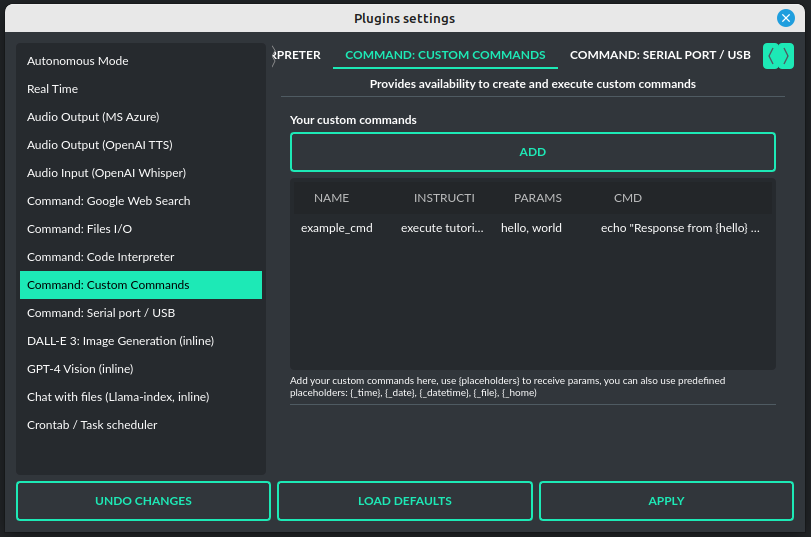 Plugins settings
Autonomous Mode
Real Time
Audio Output (MS Azure)
Audio Output (OpenAI TTS)
Audio Input (OpenAI Whisper)
Command: Google Web Search
Command: Files I/O
Command: Code Interpreter
Command: Custom Commands
Command: Serial port / USB
DALL-E 3: Image Generation (inline)
GPT-4 Vision (inline)
Chat with files (Llama-index, inline)
Crontab / Task scheduler
RPRETER COMMAND: CUSTOM COMMANDS COMMAND: SERIAL PORT / USB
Provides availability to create and execute custom commands
Your custom commands
ADD
NAME INSTRUCTI PARAMS CMD
example_cmd execute tutori... hello, world echo "Response from {hello} ...
Add your custom commands here, use {placeholders} to receive params, you can also use predefined
placeholders: {_time}, {_date}, {_datetime}, {_file}, {_home)
UNDO CHANGES LOAD DEFAULTS APPLY